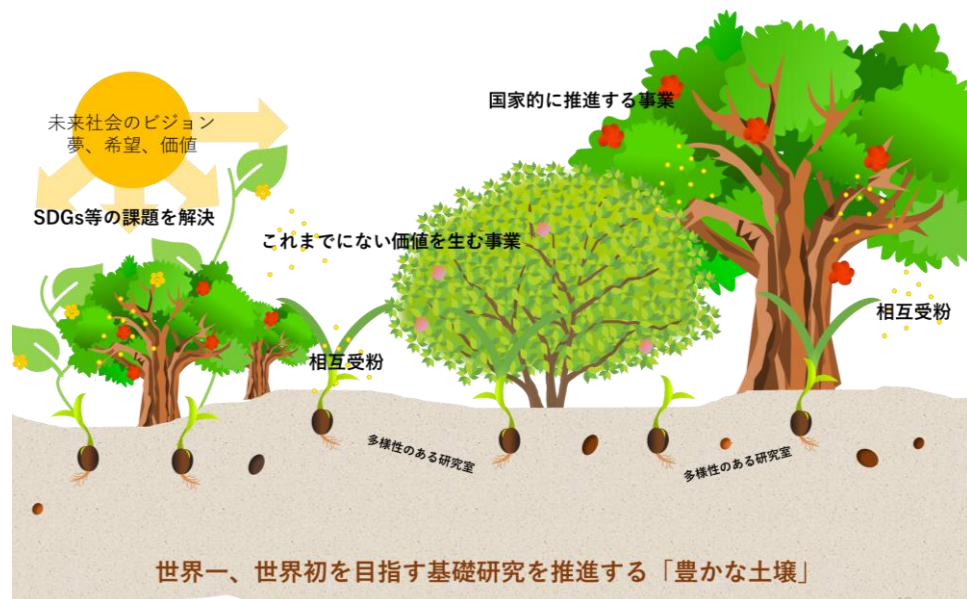 国家的に推進する事業
未来社会のビジョン
夢、希望、価値
SDGs等の課題を解決
これまでにない価値を生む事業
相互受粉
相互受粉
多様性のある研究室
多様性のある研究室
世界一、世界初を目指す基礎研究を推進する「豊かな土壌」